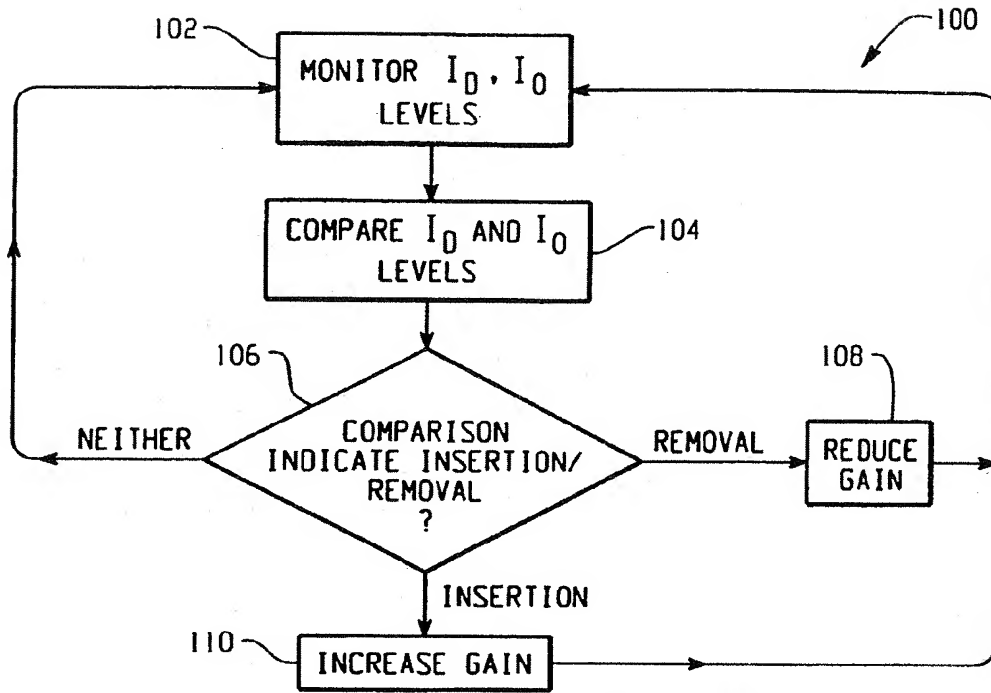 100
102
MONITOR I_D, I_O
LEVELS
COMPARE I_D AND I_O
LEVELS
104
106
COMPARISON
INDICATE INSERTION/
REMOVAL
?
NEITHER
REMOVAL
108
REDUCE
GAIN
INSERTION
110
INCREASE GAIN